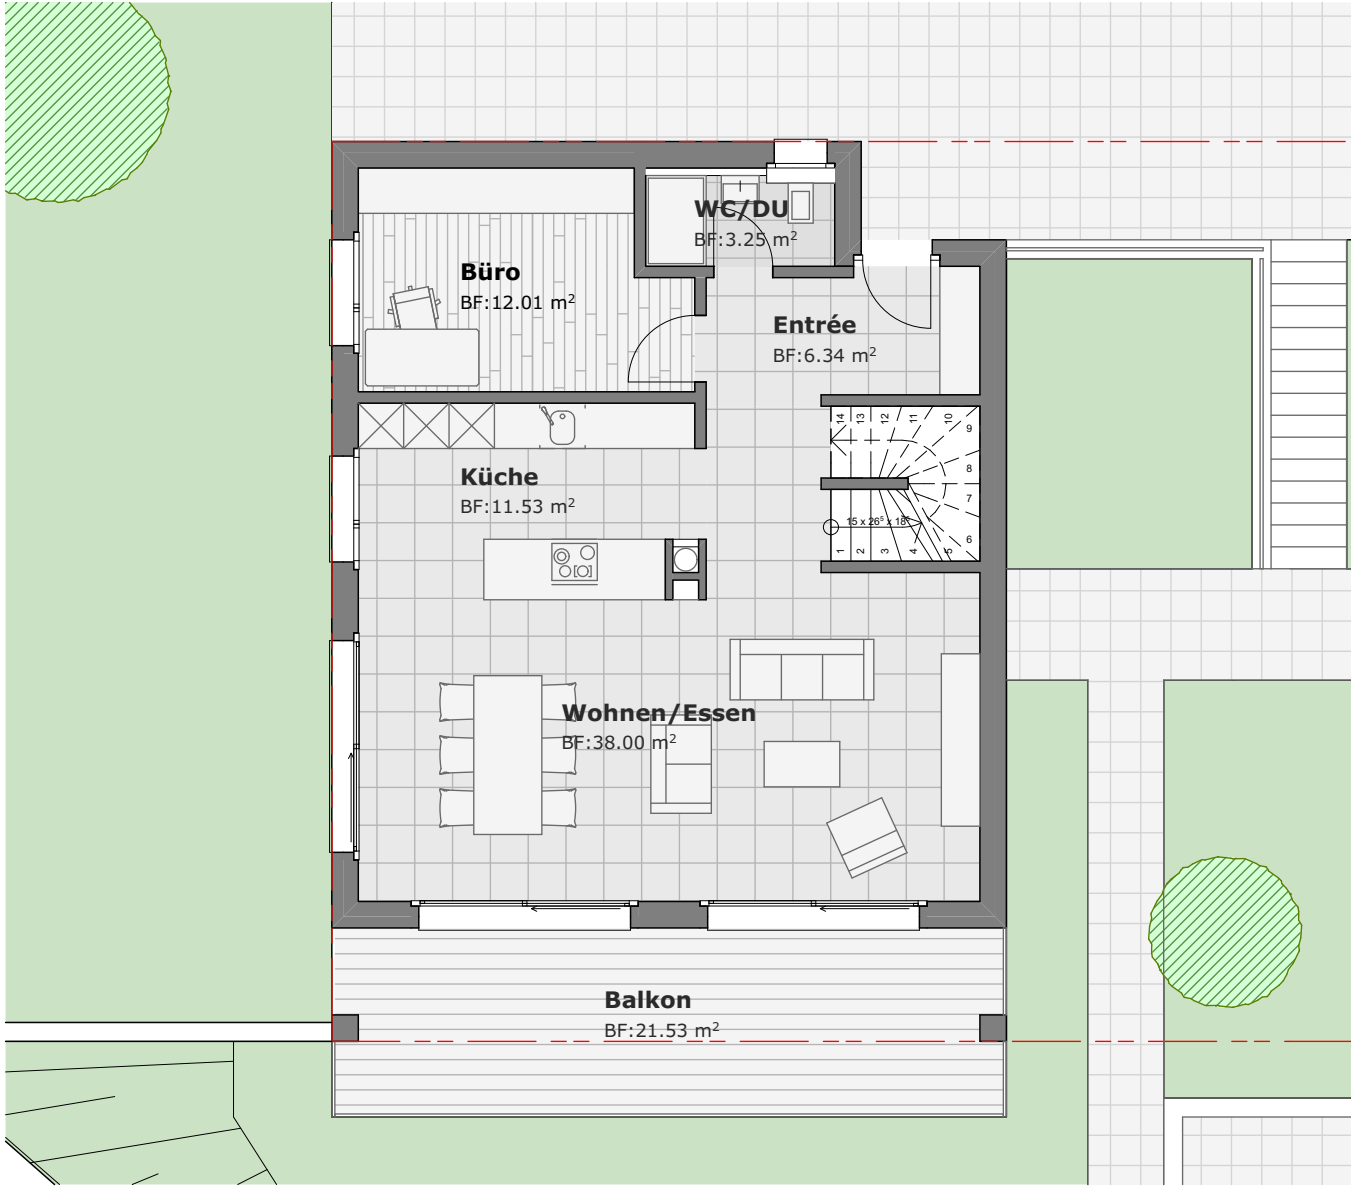 WC/DU
BF:3.25 m²
Büro
BF:12.01 m²
Entrée
BF:6.34 m²
14 13 12 11 10
9
8
7
6
15 x 26⁵ x 18⁵
1 2 3 4 5
Küche
BF:11.53 m²
Wohnen/Essen
BF:38.00 m²
Balkon
BF:21.53 m²